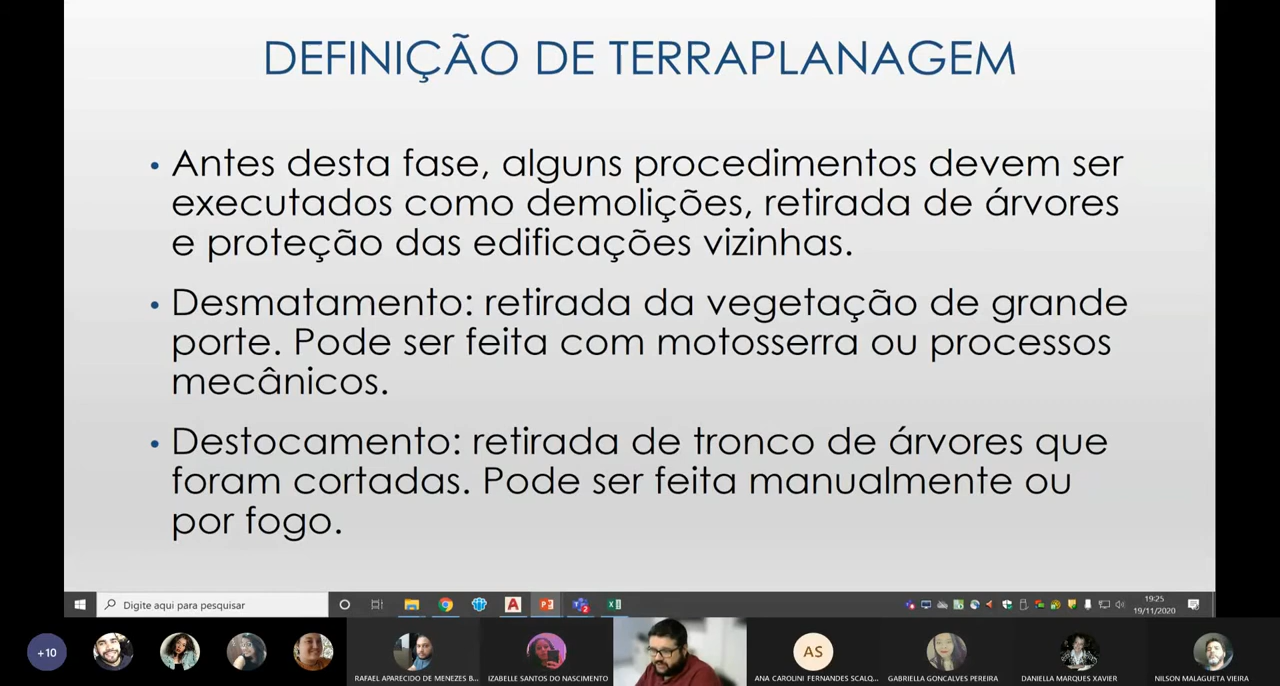 DEFINIÇÃO DE TERRAPLANAGEM
• Antes desta fase, alguns procedimentos devem ser
executados como demolições, retirada de árvores
e proteção das edificações vizinhas.
• Desmatamento: retirada da vegetação de grande
porte. Pode ser feita com motosserra ou processos
mecânicos.
• Destocamento: retirada de tronco de árvores que
foram cortadas. Pode ser feita manualmente ou
por fogo.
Digite aqui para pesquisar
19:25
19/11/2020
+10
AS
RAFAEL APARECIDO DE MENEZES B...
IZABELLE SANTOS DO NASCIMENTO
ANA CAROLINI FERNANDES SCALQ...
GABRIELLA GONCALVES PEREIRA
DANIELLA MARQUES XAVIER
NILSON MALAGUETA VIEIRA